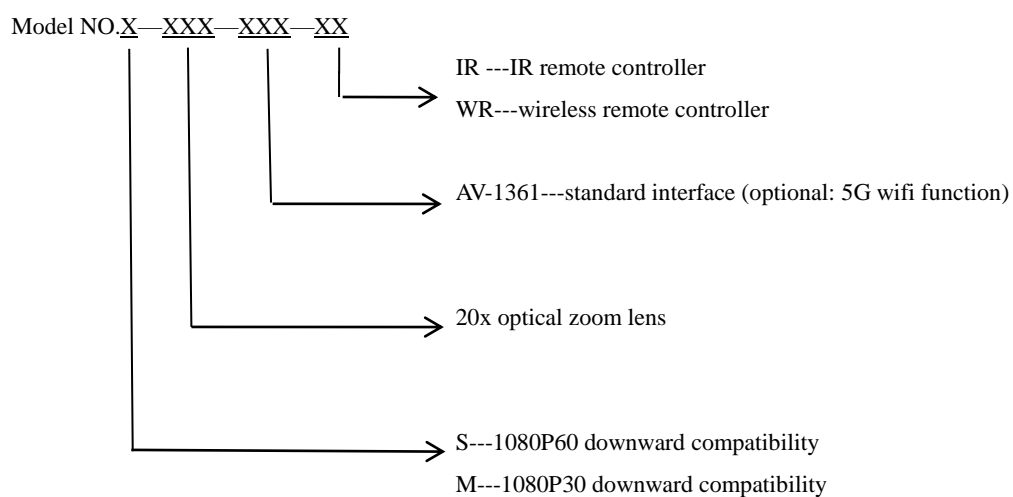 Model NO.X—XXX—XXX—XX
IR ---IR remote controller
WR---wireless remote controller
AV-1361---standard interface (optional: 5G wifi function)
20x optical zoom lens
S---1080P60 downward compatibility
M---1080P30 downward compatibility